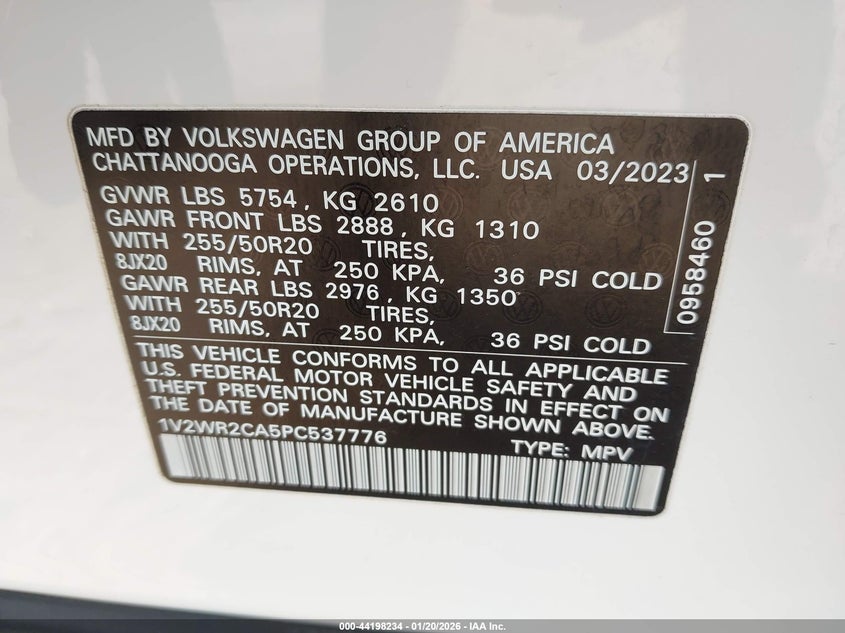 MFD BY VOLKSWAGEN GROUP OF AMERICA
CHATTANOOGA OPERATIONS, LLC. USA 03/2023
GVWR LBS 5754, KG 2610
GAWR FRONT LBS 2888, KG 1310
WITH 255/50R20 TIRES,
8JX20 RIMS, AT 250 KPA, 36 PSI COLD
GAWR REAR LBS 2976, KG 1350
WITH 255/50R20 TIRES,
8JX20 RIMS, AT 250 KPA, 36 PSI COLD
THIS VEHICLE CONFORMS TO ALL APPLICABLE
U.S. FEDERAL MOTOR VEHICLE SAFETY AND
THEFT PREVENTION STANDARDS IN EFFECT ON
THE DATE OF MANUFACTURE SHOWN ABOVE.
1V2WR2CA5PC537776 TYPE: MPV
0958460 1
000-44198234 — 01/20/2026 — IAA Inc.